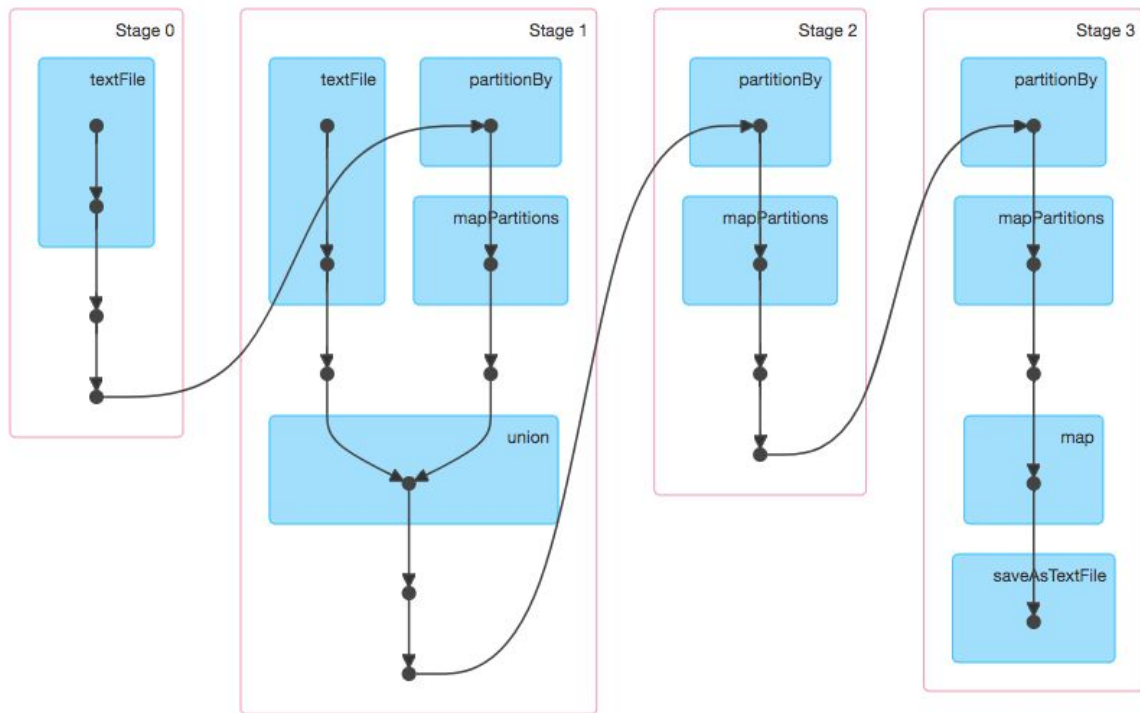 Stage 0
textFile
Stage 1
textFile
partitionBy
mapPartitions
union
Stage 2
partitionBy
mapPartitions
Stage 3
partitionBy
mapPartitions
map
saveAsTextFile